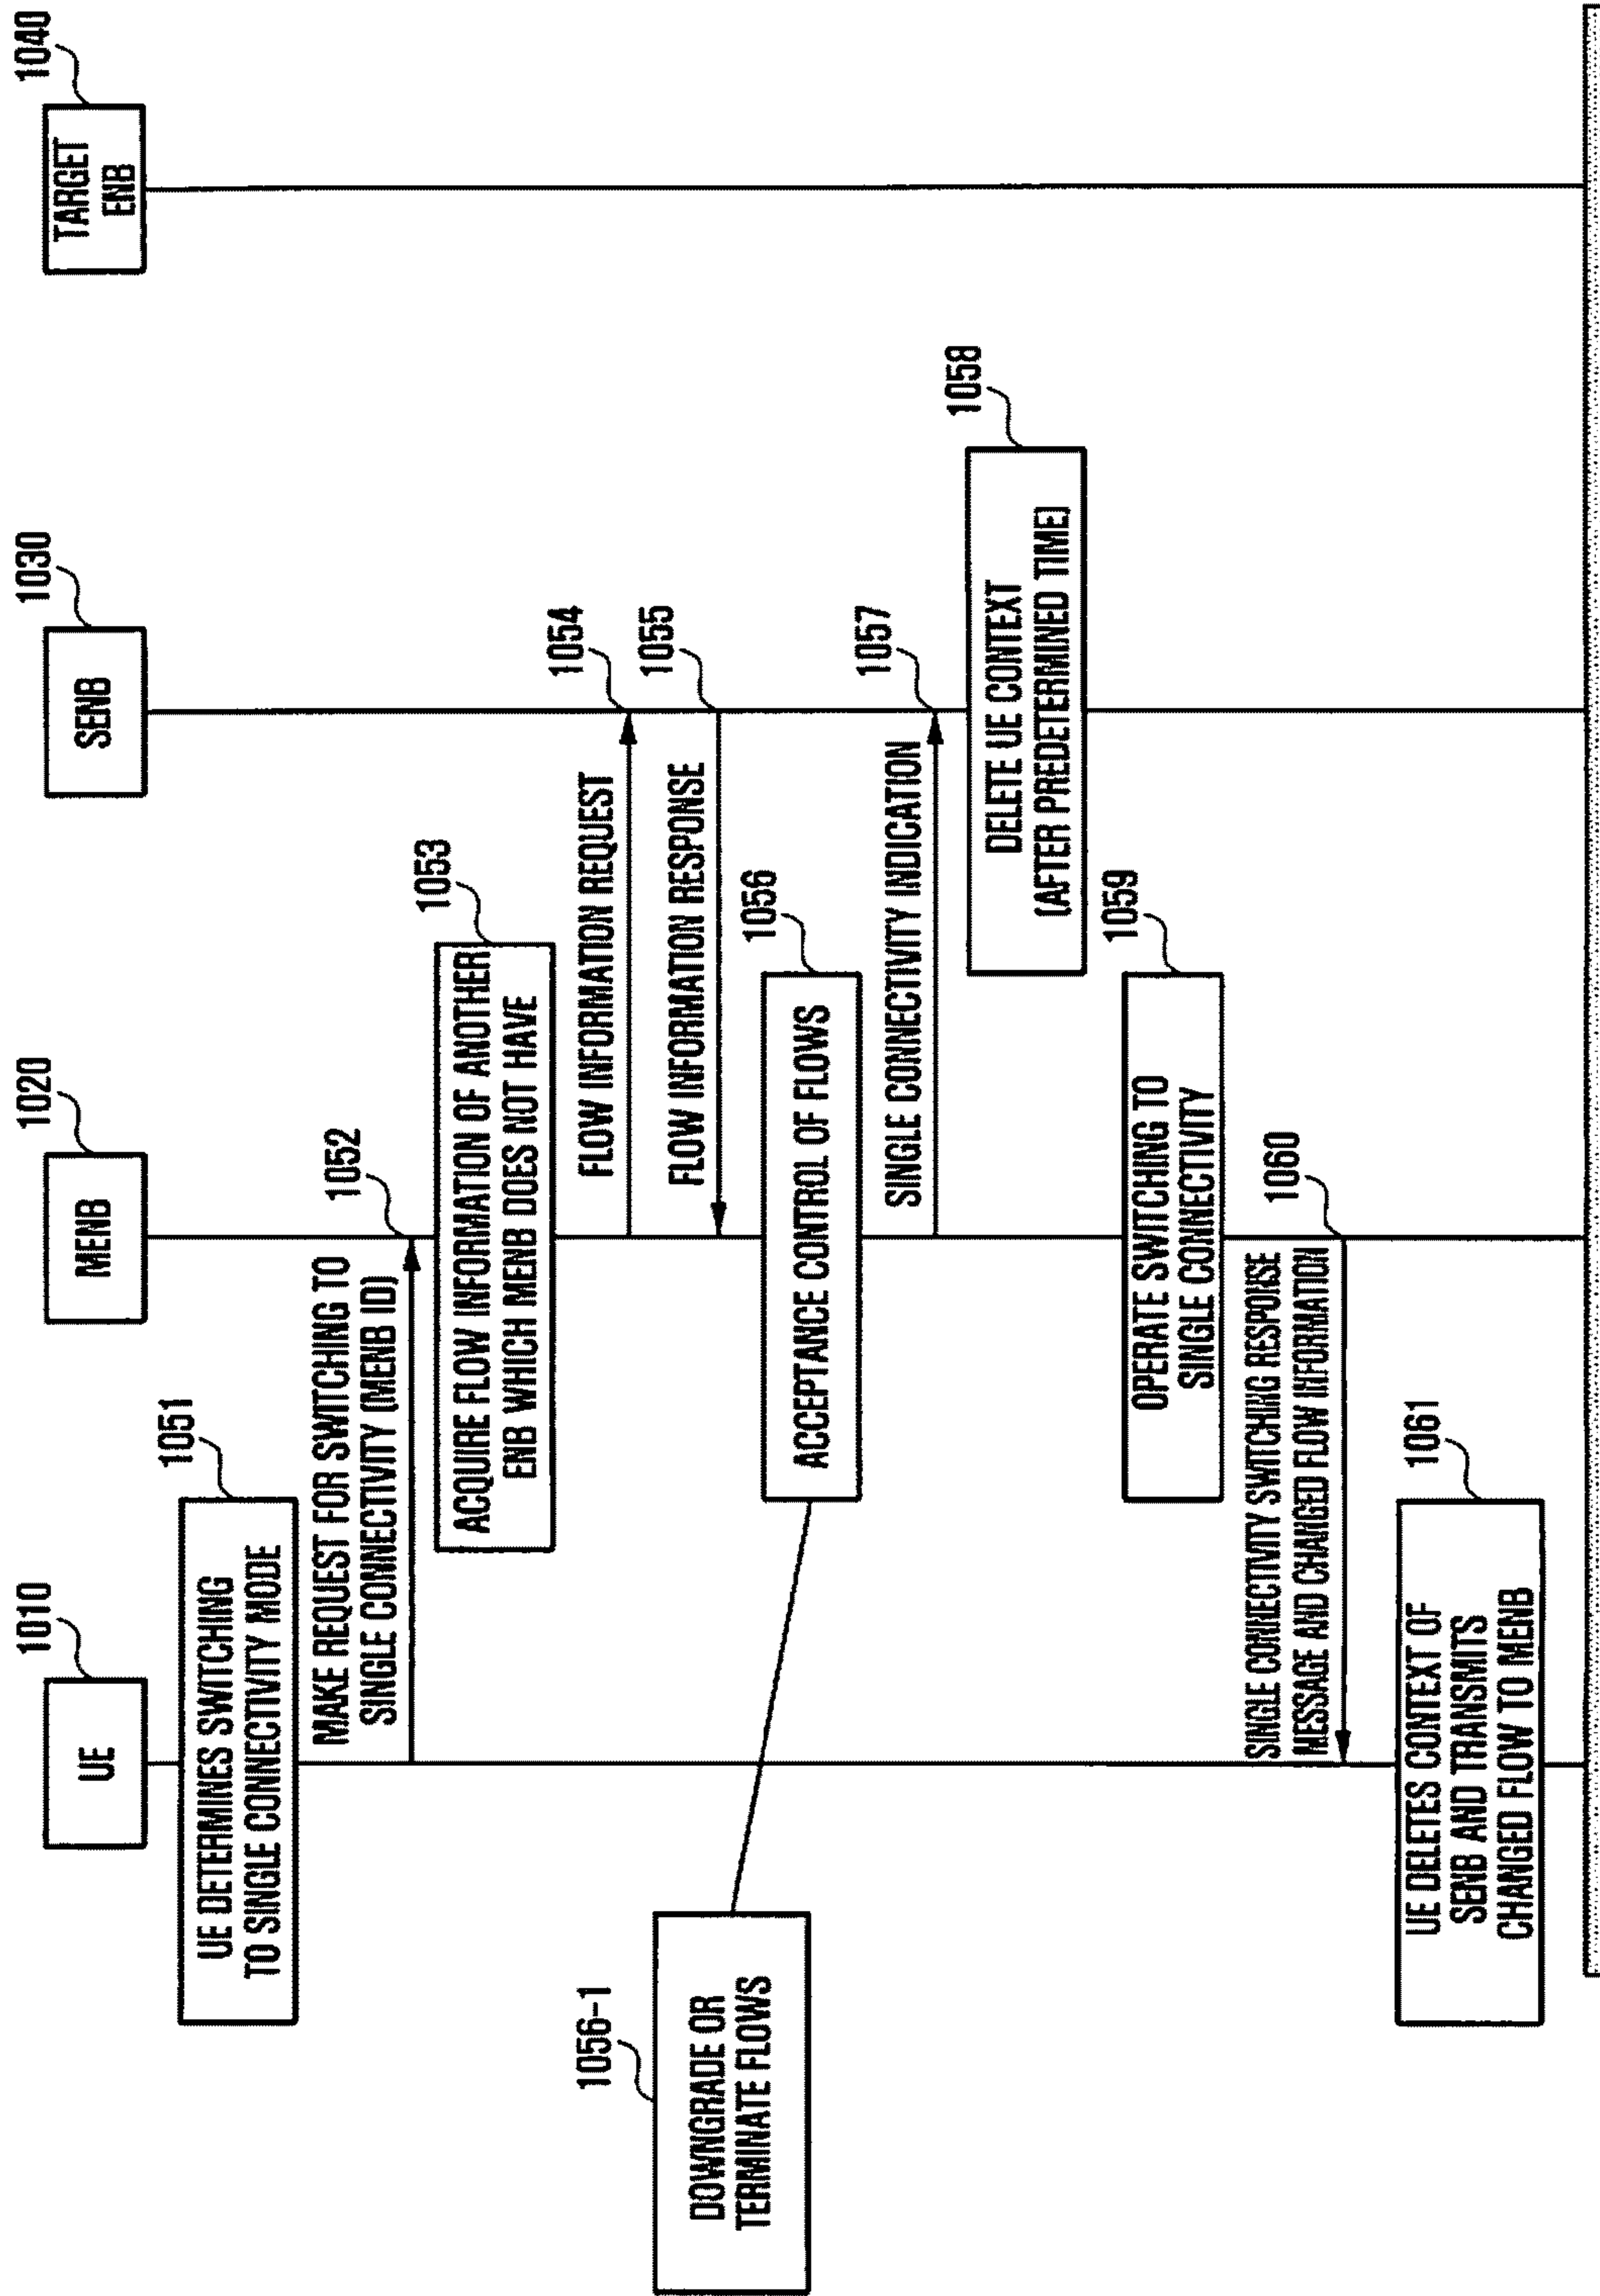 1010
UE
1020
MENB
1030
SENB
1040
TARGET
ENB
1051
UE DETERMINES SWITCHING
TO SINGLE CONNECTIVITY MODE
1052
MAKE REQUEST FOR SWITCHING TO
SINGLE CONNECTIVITY (MENB ID)
1053
ACQUIRE FLOW INFORMATION OF ANOTHER
ENB WHICH MENB DOES NOT HAVE
1054
FLOW INFORMATION REQUEST
1055
FLOW INFORMATION RESPONSE
1056-1
DOWNGRADE OR
TERMINATE FLOWS
1056
ACCEPTANCE CONTROL OF FLOWS
1057
SINGLE CONNECTIVITY INDICATION
1058
DELETE UE CONTEXT
(AFTER PREDETERMINED TIME)
1059
OPERATE SWITCHING TO
SINGLE CONNECTIVITY
1060
SINGLE CONNECTIVITY SWITCHING RESPONSE
MESSAGE AND CHANGED FLOW INFORMATION
1061
UE DELETES CONTEXT OF
SENB AND TRANSMITS
CHANGED FLOW TO MENB